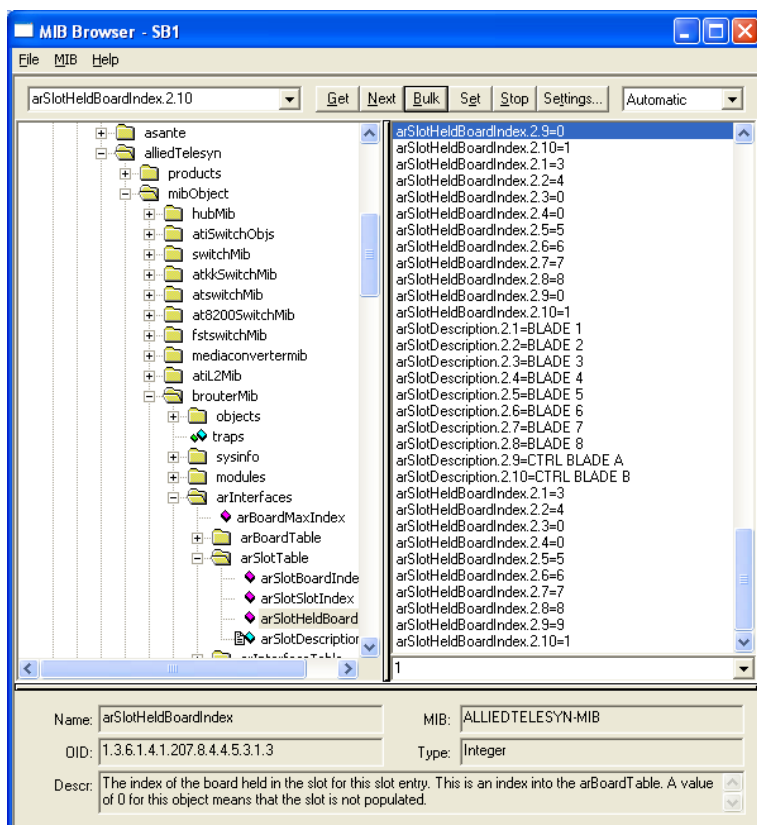 MIB Browser - SB1
File MIB Help
arSlotHeldBoardIndex.2.10 Get Next Bulk Set Stop Settings... Automatic
asante
alliedTelesyn
products
mibObject
hubMib
atiSwitchObjs
switchMib
atkkSwitchMib
atswitchMib
at8200SwitchMib
fstswitchMib
mediaconvertermib
atiL2Mib
brouterMib
objects
traps
sysinfo
modules
arInterfaces
arBoardMaxIndex
arBoardTable
arSlotTable
arSlotBoardInde
arSlotSlotIndex
arSlotHeldBoard
arSlotDescription
arInterfaceTable
arSlotHeldBoardIndex.2.9=0
arSlotHeldBoardIndex.2.10=1
arSlotHeldBoardIndex.2.1=3
arSlotHeldBoardIndex.2.2=4
arSlotHeldBoardIndex.2.3=0
arSlotHeldBoardIndex.2.4=0
arSlotHeldBoardIndex.2.5=5
arSlotHeldBoardIndex.2.6=6
arSlotHeldBoardIndex.2.7=7
arSlotHeldBoardIndex.2.8=8
arSlotHeldBoardIndex.2.9=0
arSlotHeldBoardIndex.2.10=1
arSlotDescription.2.1=BLADE 1
arSlotDescription.2.2=BLADE 2
arSlotDescription.2.3=BLADE 3
arSlotDescription.2.4=BLADE 4
arSlotDescription.2.5=BLADE 5
arSlotDescription.2.6=BLADE 6
arSlotDescription.2.7=BLADE 7
arSlotDescription.2.8=BLADE 8
arSlotDescription.2.9=CTRL BLADE A
arSlotDescription.2.10=CTRL BLADE B
arSlotHeldBoardIndex.2.1=3
arSlotHeldBoardIndex.2.2=4
arSlotHeldBoardIndex.2.3=0
arSlotHeldBoardIndex.2.4=0
arSlotHeldBoardIndex.2.5=5
arSlotHeldBoardIndex.2.6=6
arSlotHeldBoardIndex.2.7=7
arSlotHeldBoardIndex.2.8=8
arSlotHeldBoardIndex.2.9=9
arSlotHeldBoardIndex.2.10=1
1
Name: arSlotHeldBoardIndex MIB: ALLIEDTELESYN-MIB
OID: 1.3.6.1.4.1.207.8.4.4.5.3.1.3 Type: Integer
Descr: The index of the board held in the slot for this slot entry. This is an index into the arBoardTable. A value
of 0 for this object means that the slot is not populated.